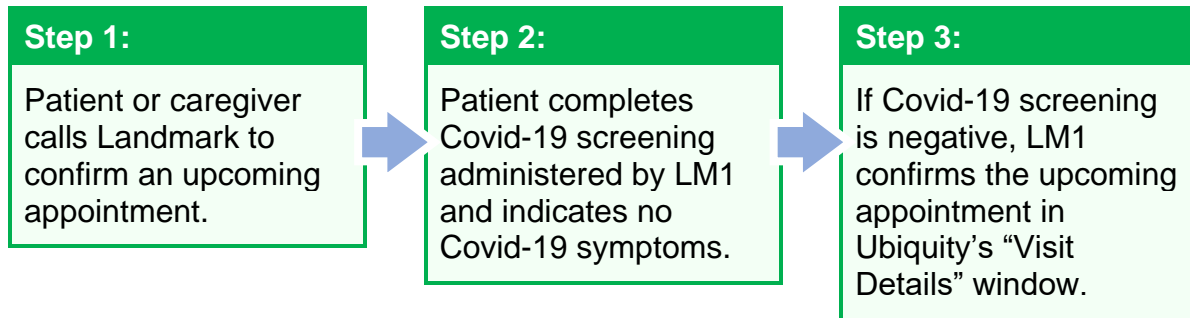 Step 1:
Patient or caregiver
calls Landmark to
confirm an upcoming
appointment.
Step 2:
Patient completes
Covid-19 screening
administered by LM1
and indicates no
Covid-19 symptoms.
Step 3:
If Covid-19 screening
is negative, LM1
confirms the upcoming
appointment in
Ubiquity’s “Visit
Details” window.